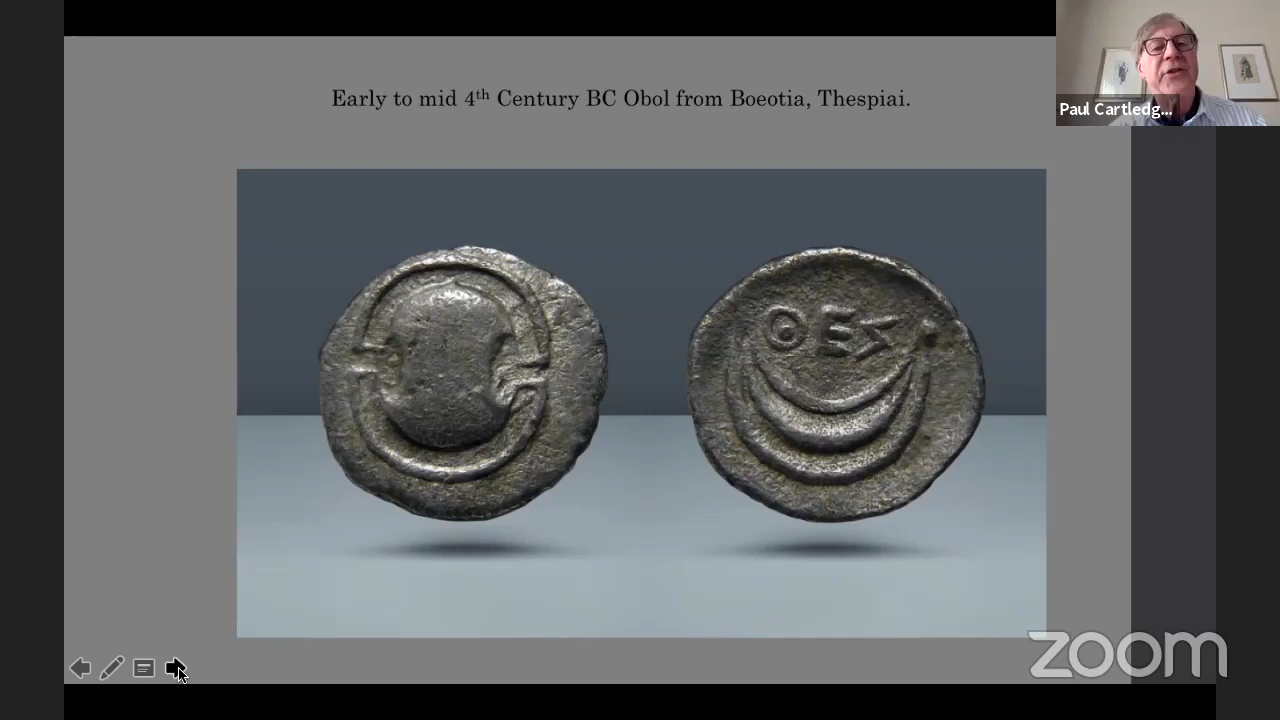 Early to mid 4th Century BC Obol from Boeotia, Thespiai.
Paul Cartledg...
ΘΕΣ
zoom